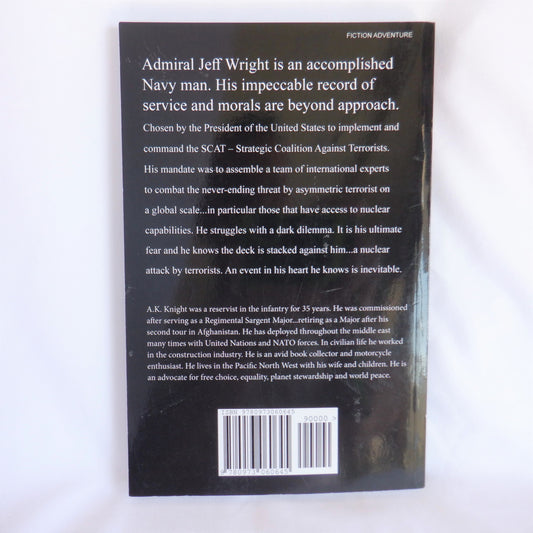 FICTION ADVENTURE
Admiral Jeff Wright is an accomplished
Navy man. His impeccable record of
service and morals are beyond approach.
Chosen by the President of the United States to implement and
command the SCAT – Strategic Coalition Against Terrorists.
His mandate was to assemble a team of international experts
to combat the never-ending threat by asymmetric terrorist on
a global scale...in particular those that have access to nuclear
capabilities. He struggles with a dark dilemma. It is his ultimate
fear and he knows the deck is stacked against him...a nuclear
attack by terrorists. An event in his heart he knows is inevitable.
A.K. Knight was a reservist in the infantry for 35 years. He was commissioned
after serving as a Regimental Sargent Major...retiring as a Major after his
second tour in Afghanistan. He has deployed throughout the middle east
many times with United Nations and NATO forces. In civilian life he worked
in the construction industry. He is an avid book collector and motorcycle
enthusiast. He lives in the Pacific North West with his wife and children. He is
an advocate for free choice, equality, planet stewardship and world peace.
ISBN 9780973060645
90000 >
9 780973 060645